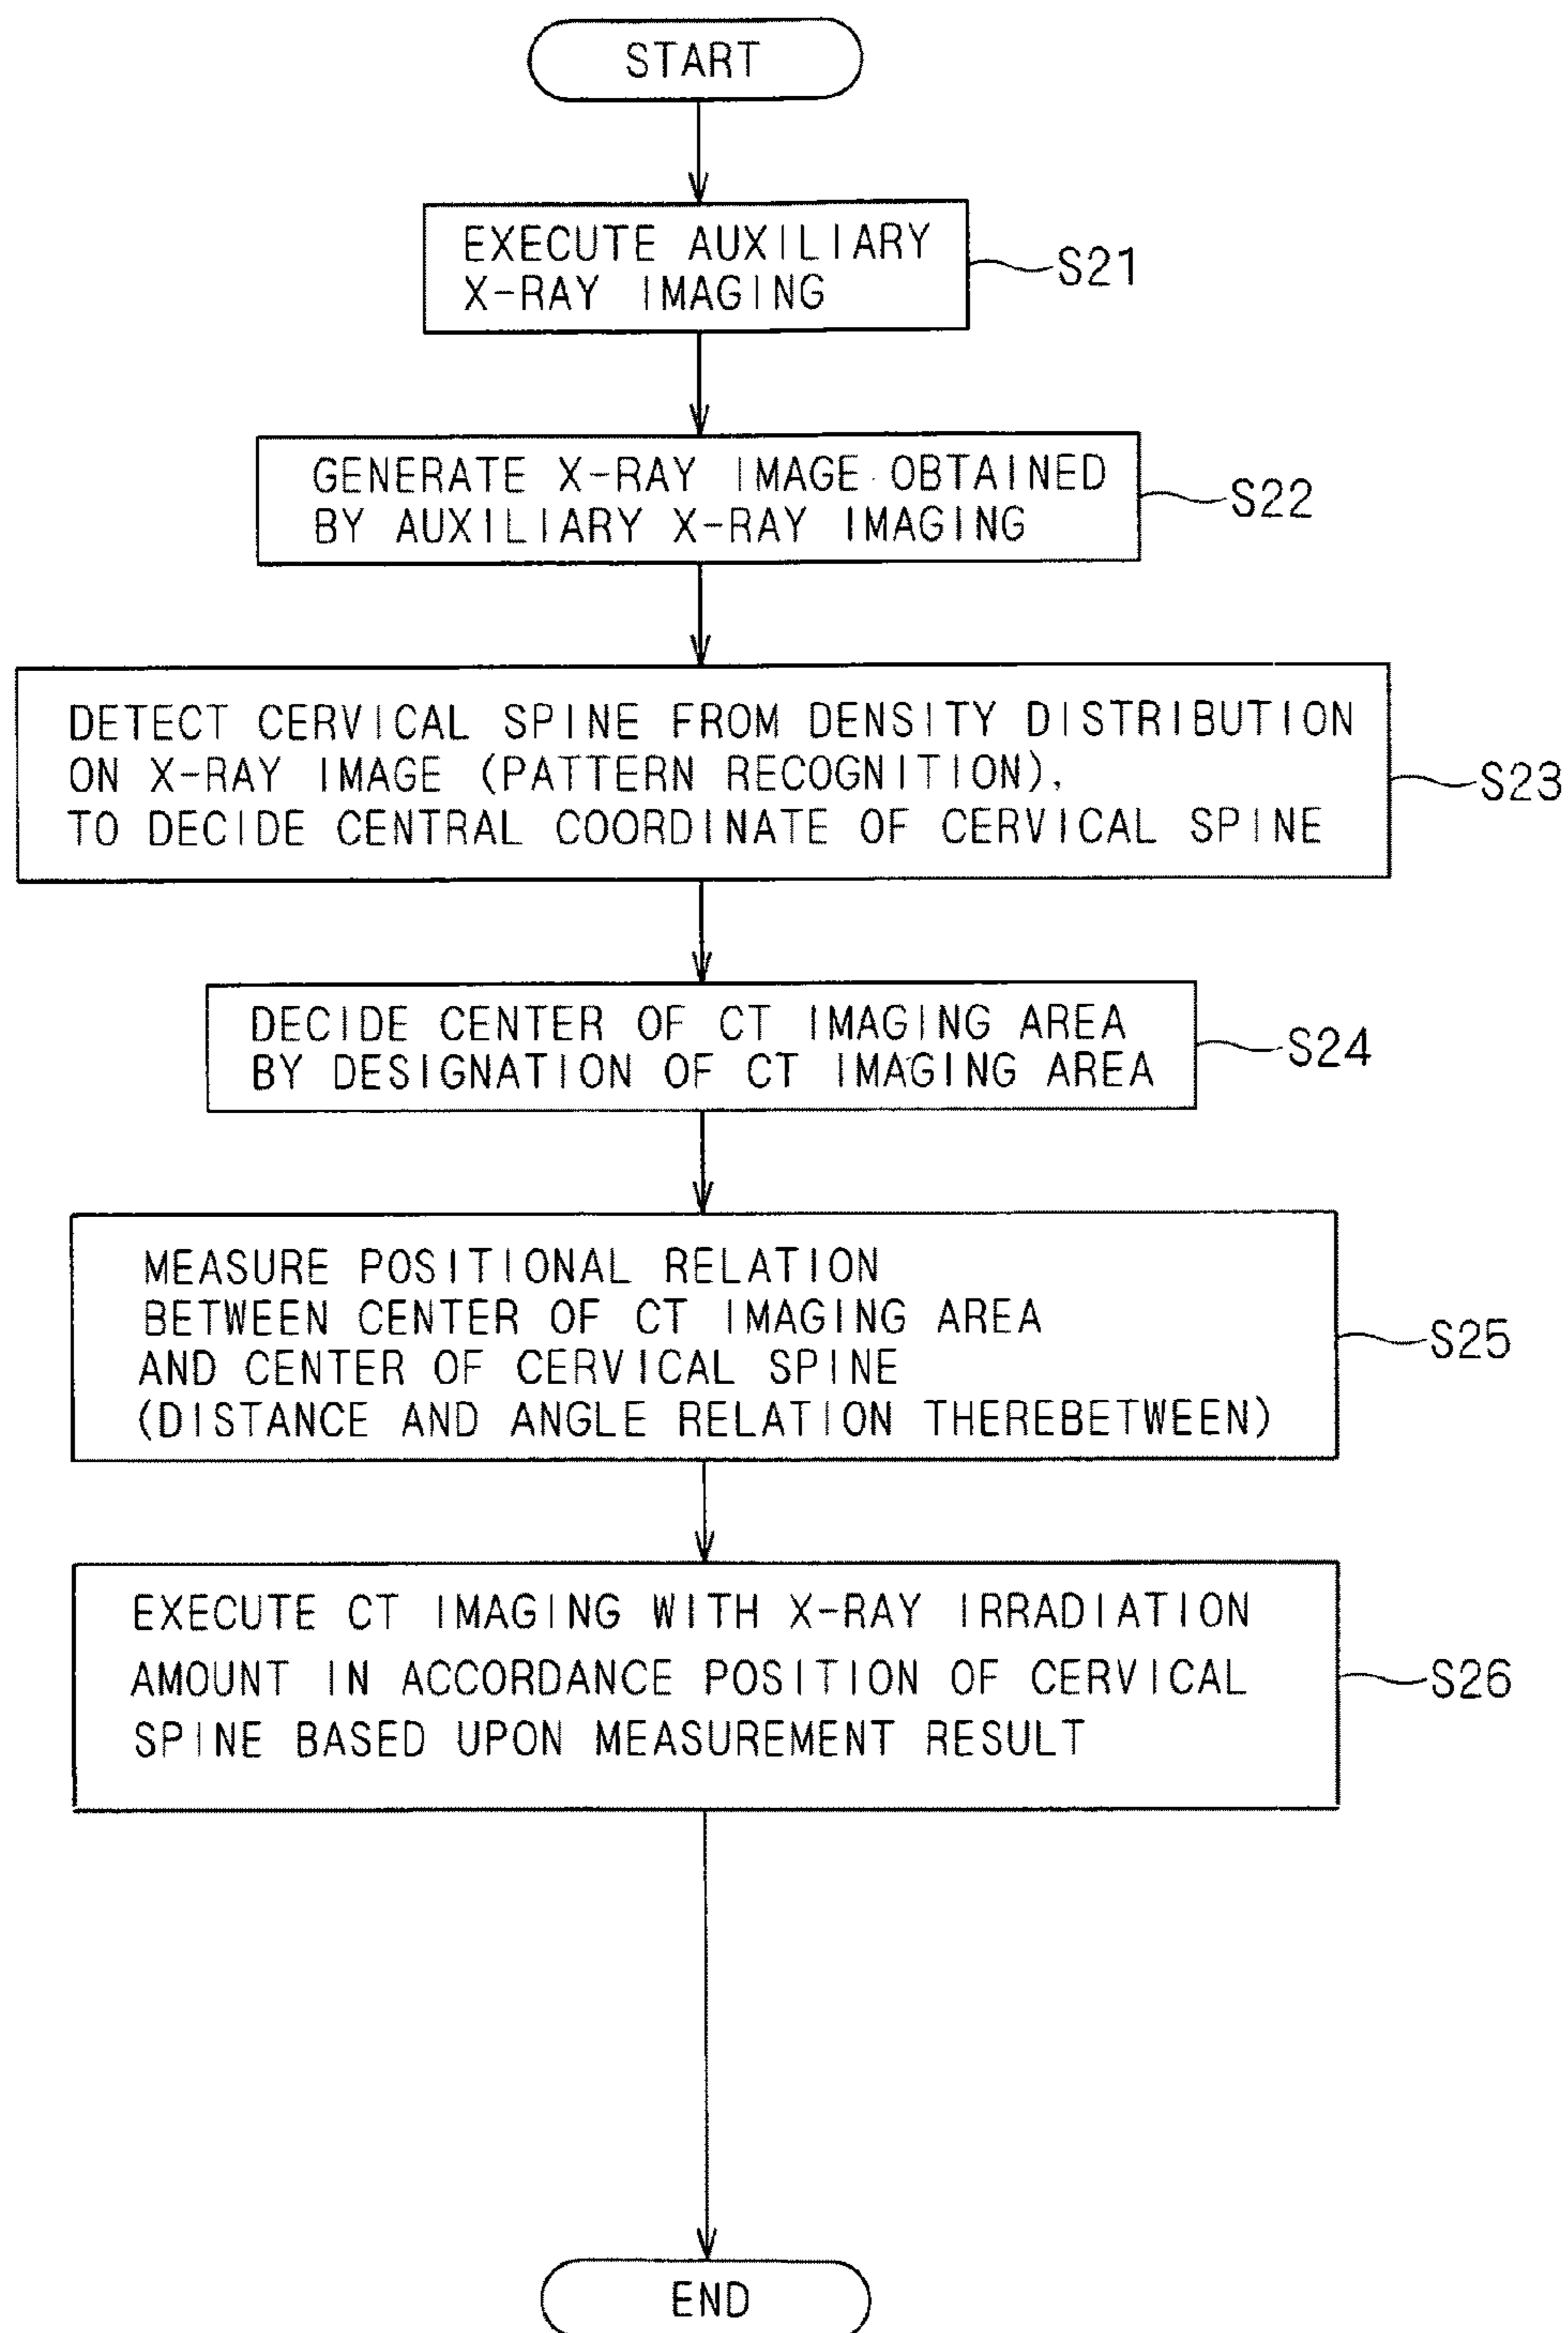 START
EXECUTE AUXILIARY
X-RAY IMAGING
S21
GENERATE X-RAY IMAGE OBTAINED
BY AUXILIARY X-RAY IMAGING
S22
DETECT CERVICAL SPINE FROM DENSITY DISTRIBUTION
ON X-RAY IMAGE (PATTERN RECOGNITION),
TO DECIDE CENTRAL COORDINATE OF CERVICAL SPINE
S23
DECIDE CENTER OF CT IMAGING AREA
BY DESIGNATION OF CT IMAGING AREA
S24
MEASURE POSITIONAL RELATION
BETWEEN CENTER OF CT IMAGING AREA
AND CENTER OF CERVICAL SPINE
(DISTANCE AND ANGLE RELATION THEREBETWEEN)
S25
EXECUTE CT IMAGING WITH X-RAY IRRADIATION
AMOUNT IN ACCORDANCE POSITION OF CERVICAL
SPINE BASED UPON MEASUREMENT RESULT
S26
END